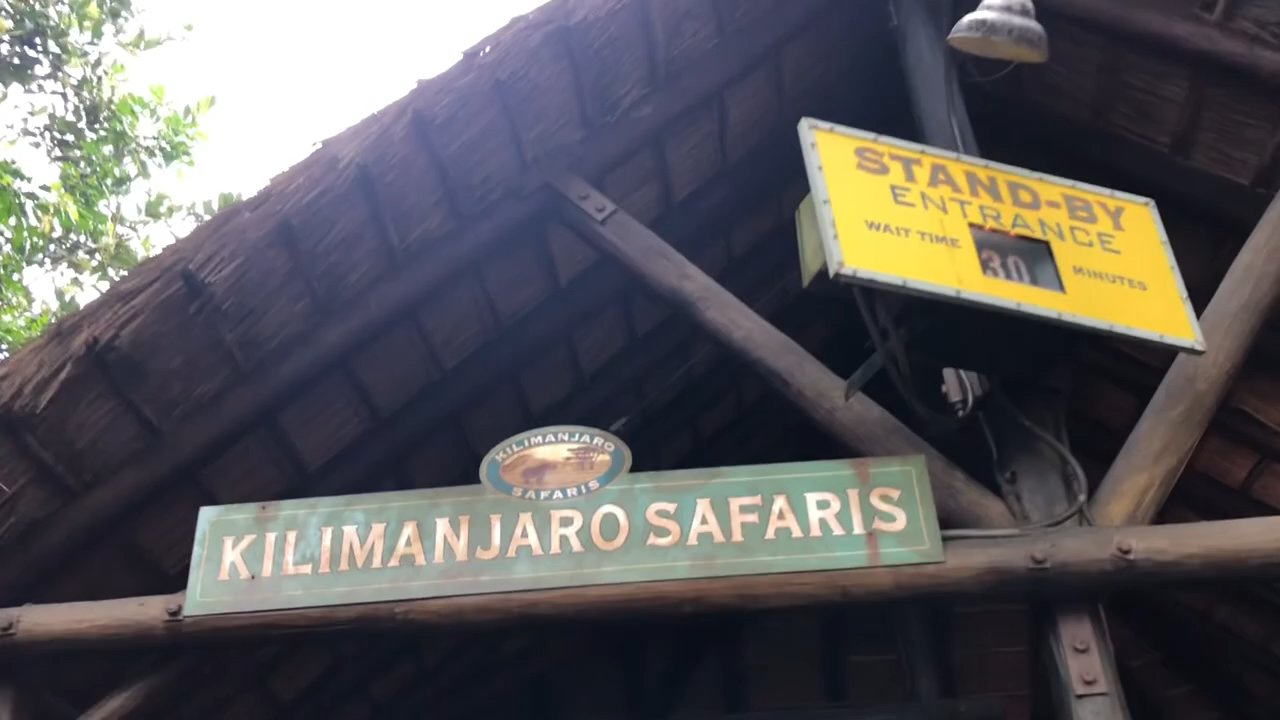 STAND-BY
ENTRANCE
WAIT TIME 30 MINUTES
KILIMANJARO
SAFARIS
KILIMANJARO SAFARIS